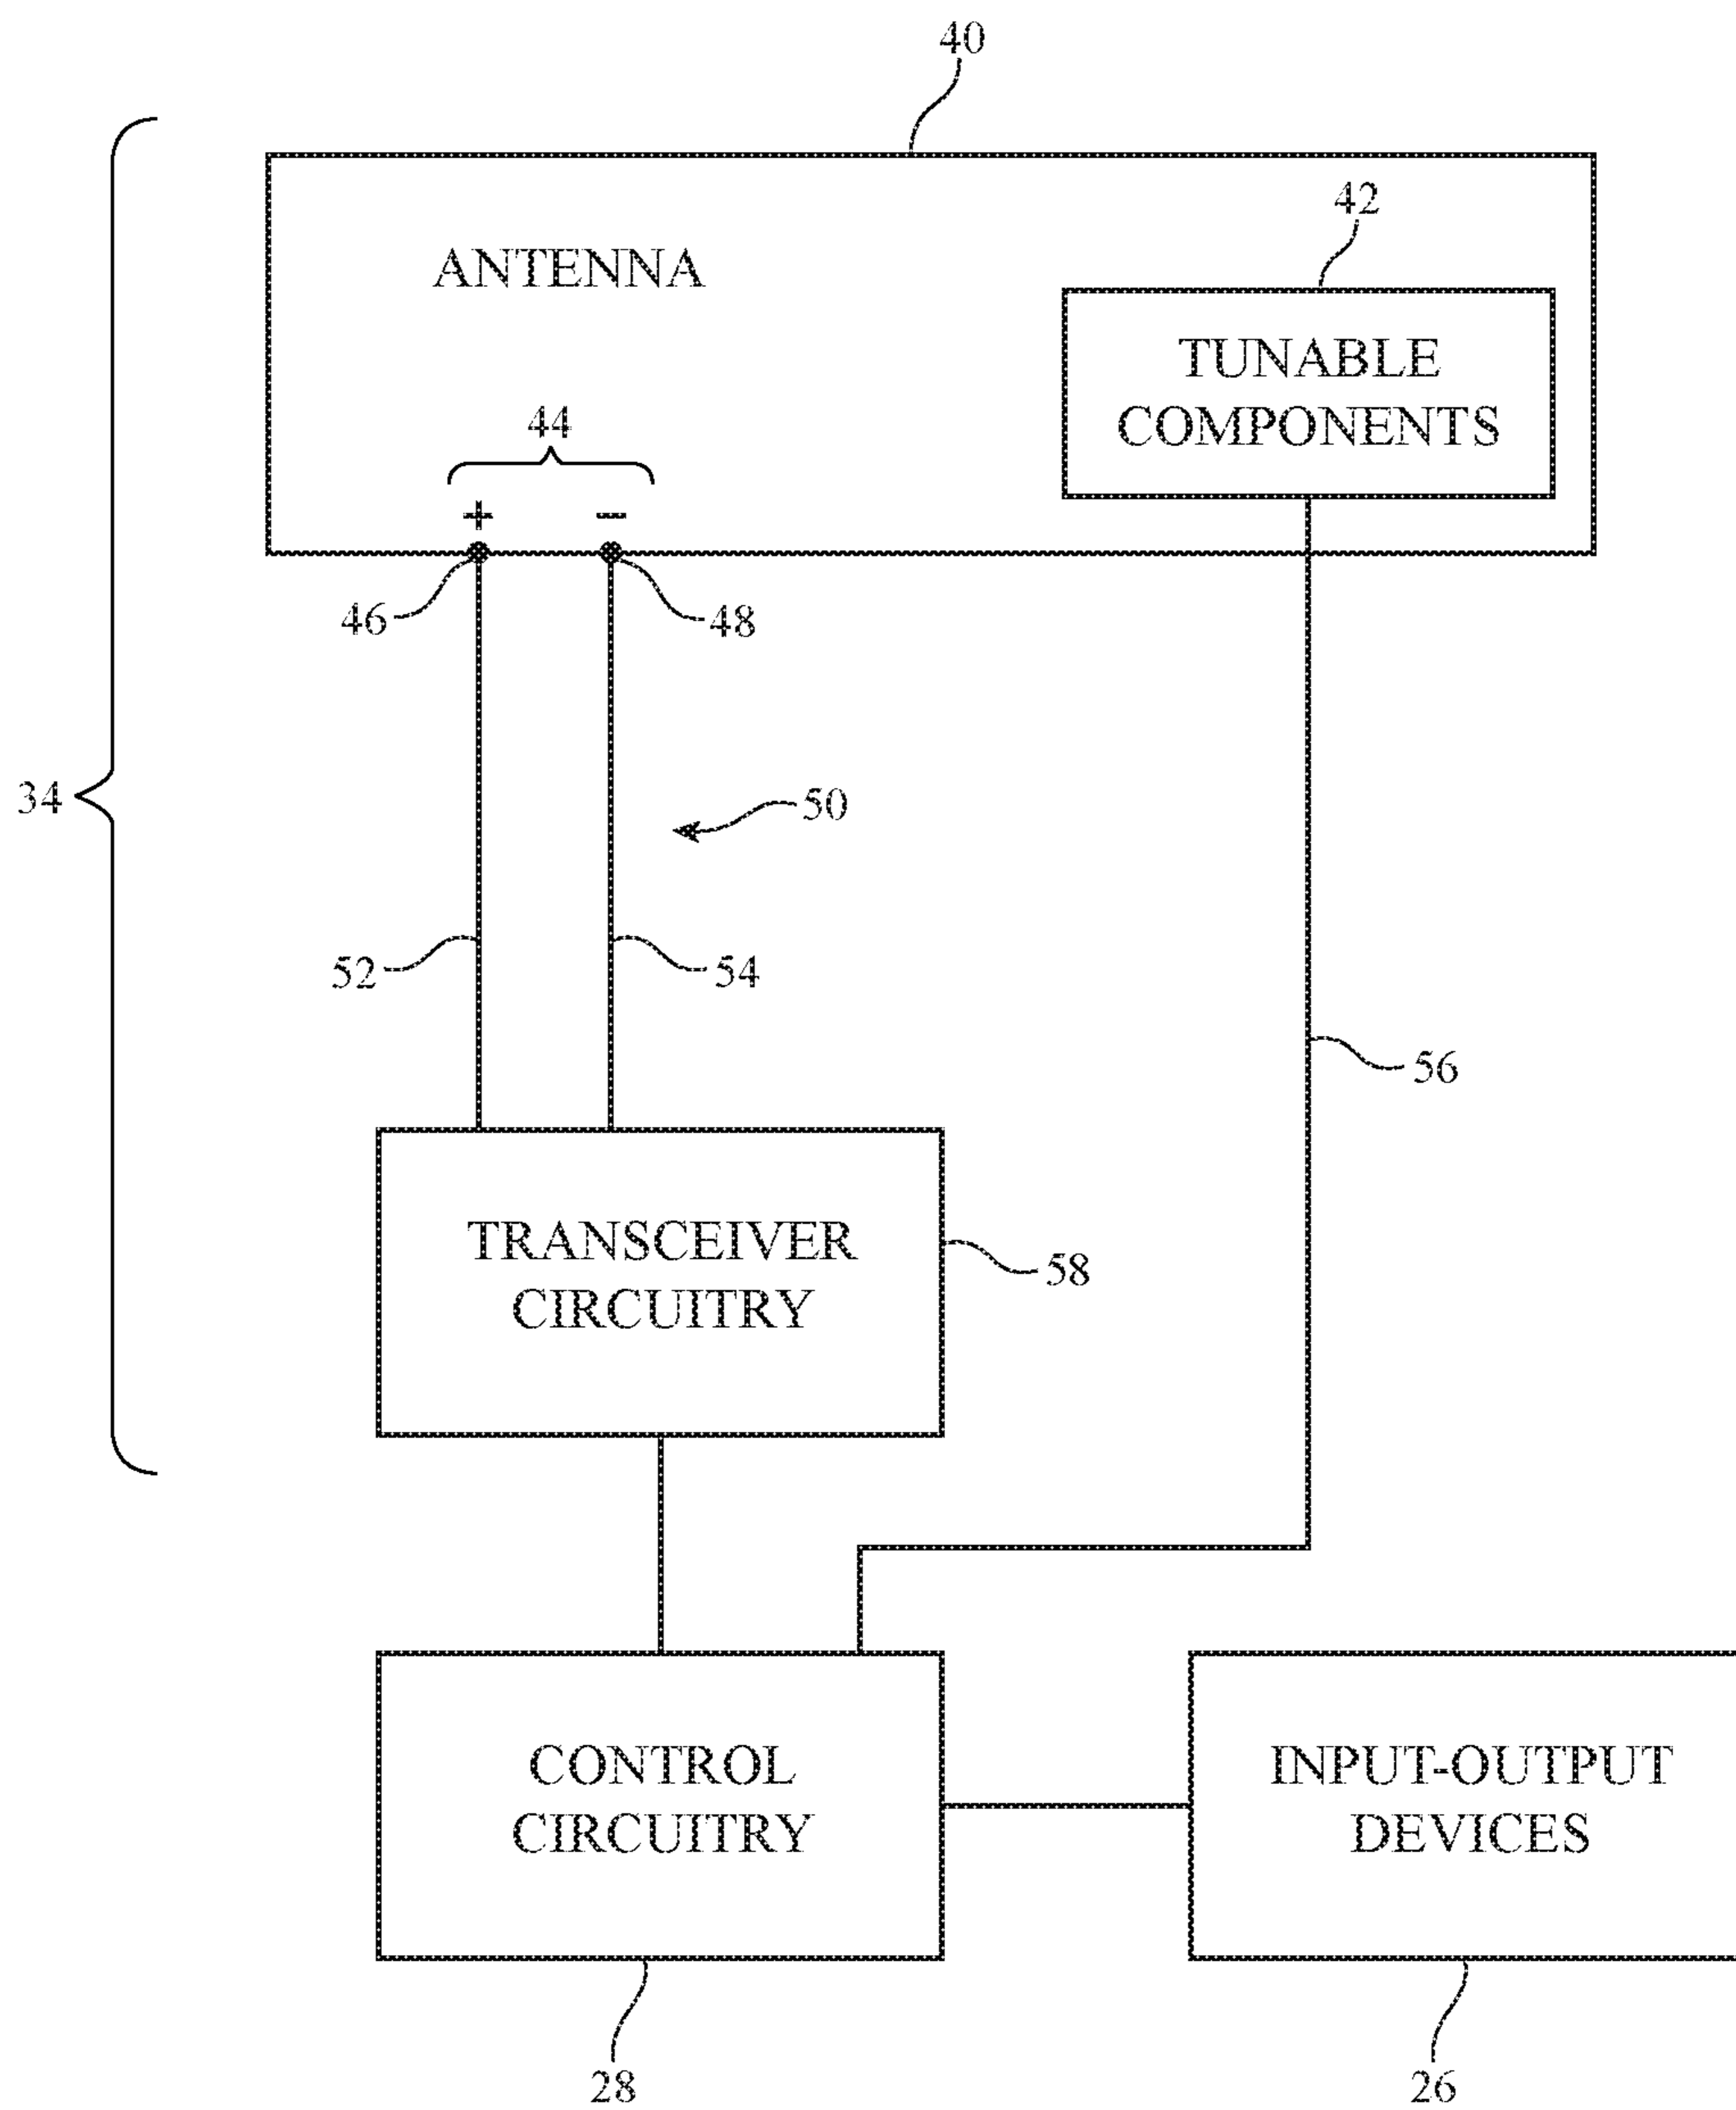 40
42
ANTENNA
TUNABLE
COMPONENTS
44
+ −
46
48
34
50
52
54
56
TRANSCEIVER
CIRCUITRY
58
CONTROL
CIRCUITRY
INPUT-OUTPUT
DEVICES
28
26